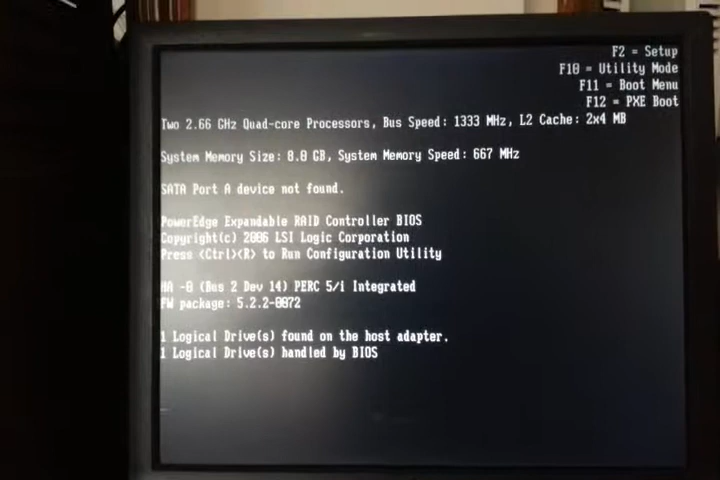 F2 = Setup
F10 = Utility Mode
F11 = Boot Menu
F12 = PXE Boot
Two 2.66 GHz Quad-core Processors, Bus Speed: 1333 MHz, L2 Cache: 2x4 MB
System Memory Size: 8.0 GB, System Memory Speed: 667 MHz
SATA Port A device not found.
PowerEdge Expandable RAID Controller BIOS
Copyright(c) 2006 LSI Logic Corporation
Press <Ctrl><R> to Run Configuration Utility
HA -0 (Bus 2 Dev 14) PERC 5/i Integrated
FW package: 5.2.2-0072
1 Logical Drive(s) found on the host adapter.
1 Logical Drive(s) handled by BIOS